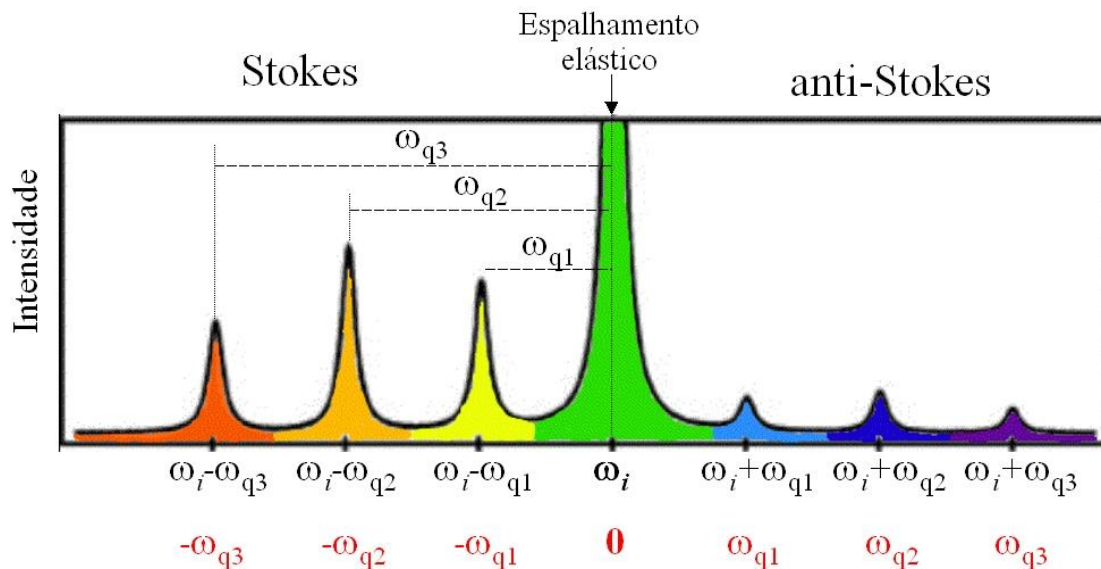 Espalhamento
elástico
Stokes
anti-Stokes
Intensidade
ωq3
ωq2
ωq1
ωi-ωq3 ωi-ωq2 ωi-ωq1 ωi ωi+ωq1 ωi+ωq2 ωi+ωq3
-ωq3 -ωq2 -ωq1 0 ωq1 ωq2 ωq3